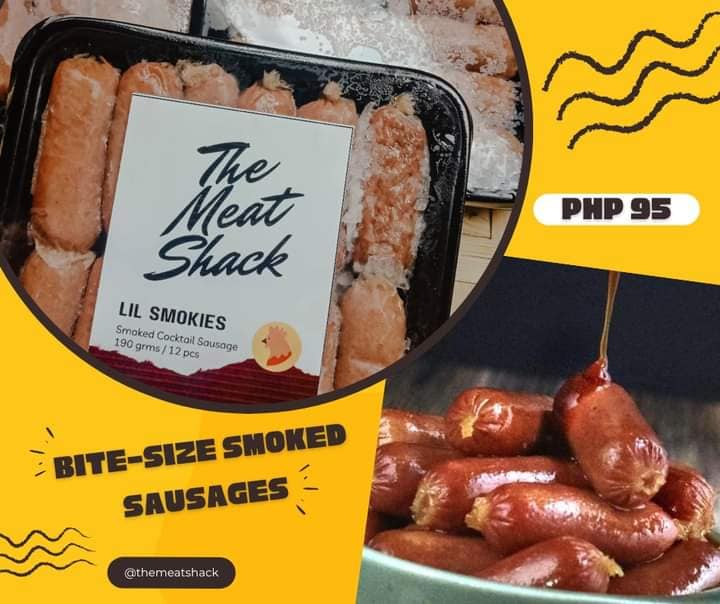 The
Meat
Shack
LIL SMOKIES
Smoked Cocktail Sausage
190 grms / 12 pcs
PHP 95
BITE-SIZE SMOKED
SAUSAGES
@themeatshack